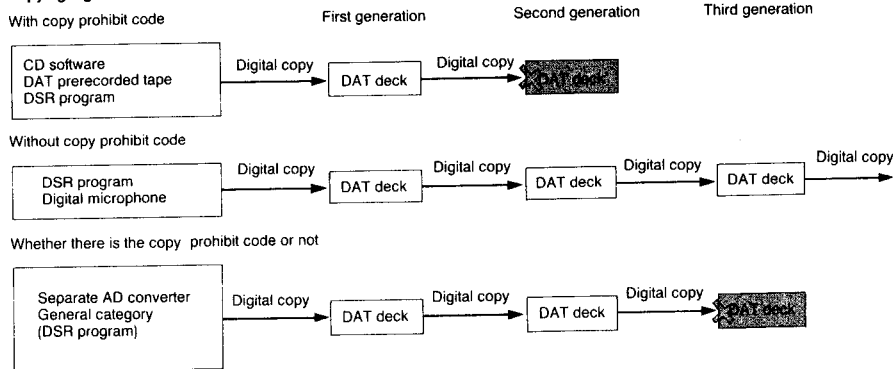 With copy prohibit code
First generation
Second generation
Third generation
CD software
DAT prerecorded tape
DSR program
Digital copy
DAT deck
Digital copy
DAT deck
Without copy prohibit code
DSR program
Digital microphone
Digital copy
DAT deck
Digital copy
DAT deck
Digital copy
DAT deck
Digital copy
Whether there is the copy prohibit code or not
Separate AD converter
General category
(DSR program)
Digital copy
DAT deck
Digital copy
DAT deck
Digital copy
DAT deck